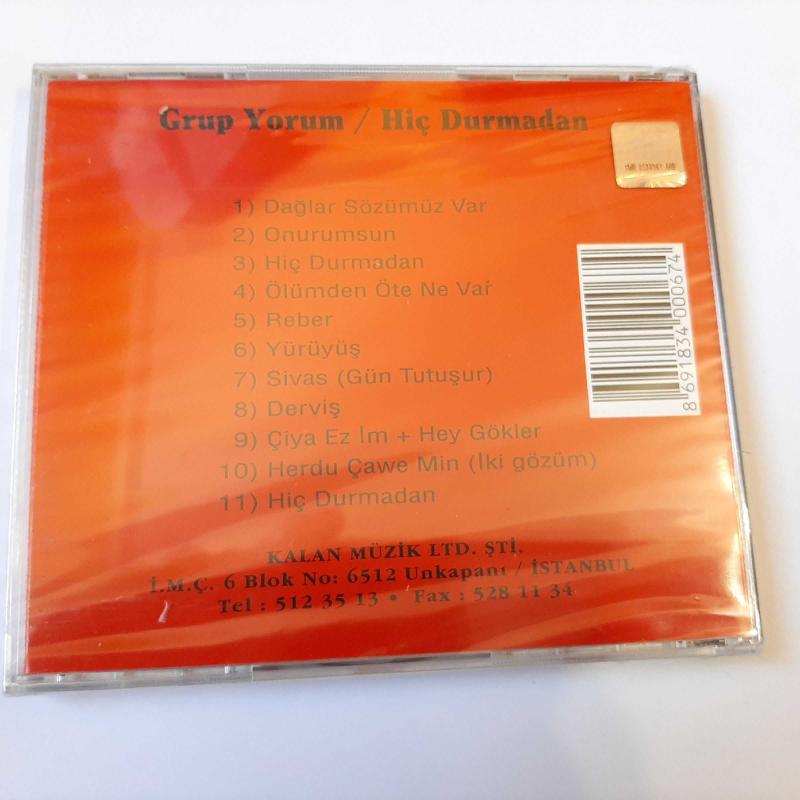 Grup Yorum / Hiç Durmadan
1) Dağlar Sözümüz Var
2) Onurumsun
3) Hiç Durmadan
4) Ölümden Öte Ne Var
5) Reber
6) Yürüyüş
7) Sivas (Gün Tutuşur)
8) Derviş
9) Çiya Ez İm + Hey Gökler
10) Herdu Çawe Min (İki gözüm)
11) Hiç Durmadan
8 691834 000674
KALAN MÜZİK LTD. ŞTİ.
İ.M.Ç. 6 Blok No: 6512 Unkapanı / İSTANBUL
Tel : 512 35 13 • Fax : 528 11 34